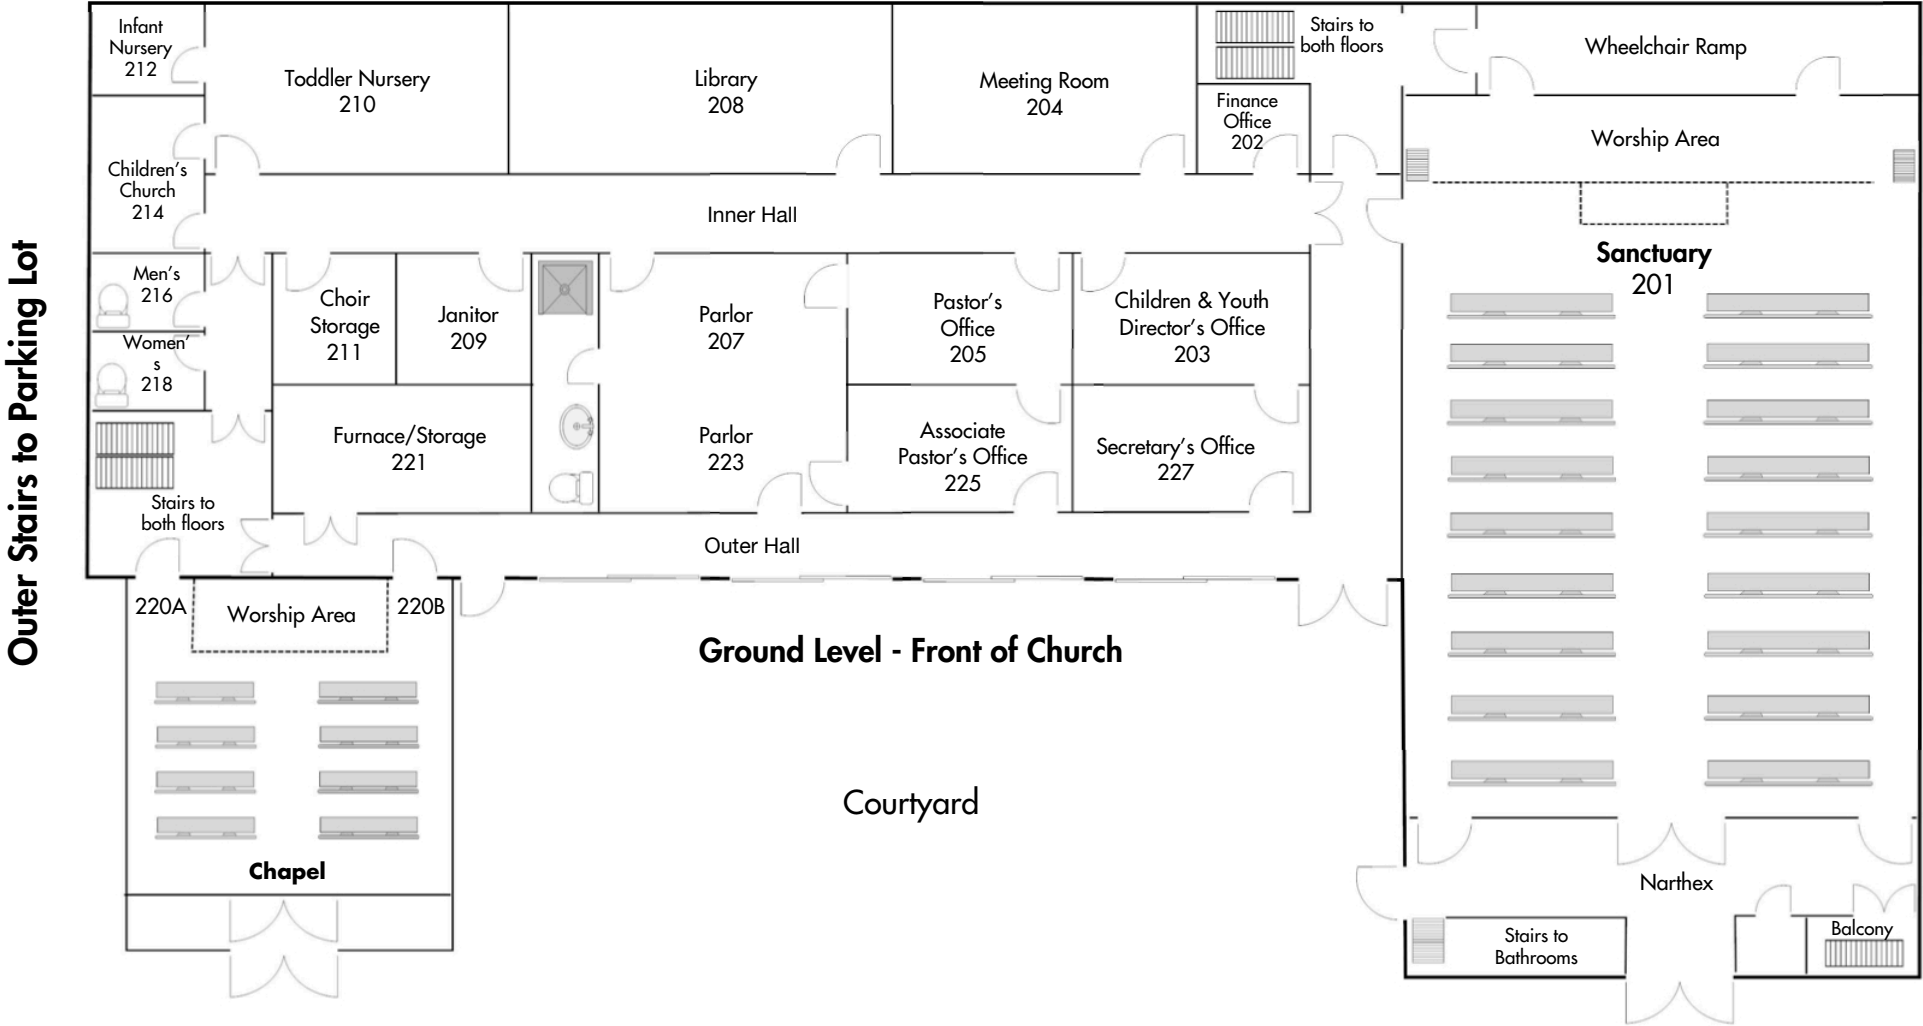 Infant
Nursery
212
Toddler Nursery
210
Library
208
Meeting Room
204
Stairs to
both floors
Finance
Office
202
Wheelchair Ramp
Worship Area
Children's
Church
214
Inner Hall
Sanctuary
201
Outer Stairs to Parking Lot
Men's
216
Women'
s
218
Choir
Storage
211
Janitor
209
Parlor
207
Pastor's
Office
205
Children & Youth
Director's Office
203
Furnace/Storage
221
Parlor
223
Associate
Pastor's Office
225
Secretary's Office
227
Stairs to
both floors
Outer Hall
220A
Worship Area
220B
Ground Level - Front of Church
Courtyard
Chapel
Narthex
Stairs to
Bathrooms
Balcony